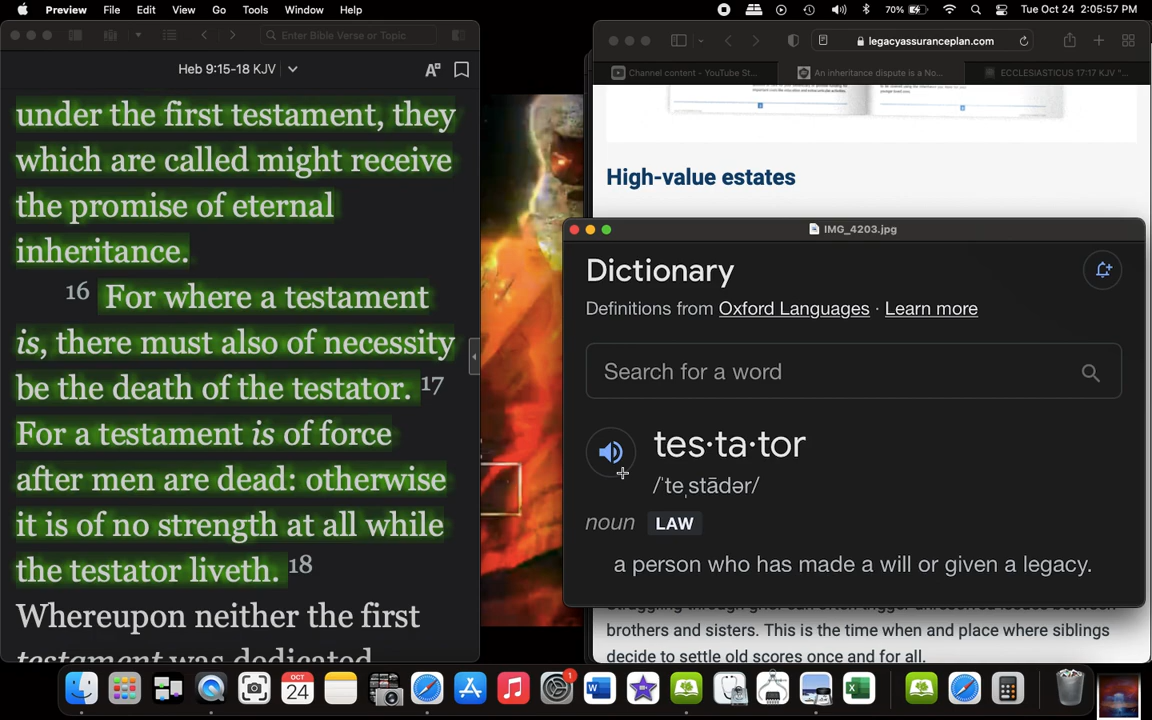 Preview File Edit View Go Tools Window Help
70% Tue Oct 24 2:05:57 PM
Enter Bible Verse or Topic
Heb 9:15-18 KJV
under the first testament, they
which are called might receive
the promise of eternal
inheritance.
16 For where a testament
is, there must also of necessity
be the death of the testator. 17
For a testament is of force
after men are dead: otherwise
it is of no strength at all while
the testator liveth. 18
Whereupon neither the first
testament was dedicated
legacyassuranceplan.com
Channel content - YouTube St...
An inheritance dispute is a No...
ECCLESIASTICUS 17:17 KJV "...
High-value estates
IMG_4203.jpg
Dictionary
Definitions from Oxford Languages · Learn more
Search for a word
tes·ta·tor
/ˈteˌstādər/
noun LAW
a person who has made a will or given a legacy.
brothers and sisters. This is the time when and place where siblings
decide to settle old scores once and for all.
OCT
24
1